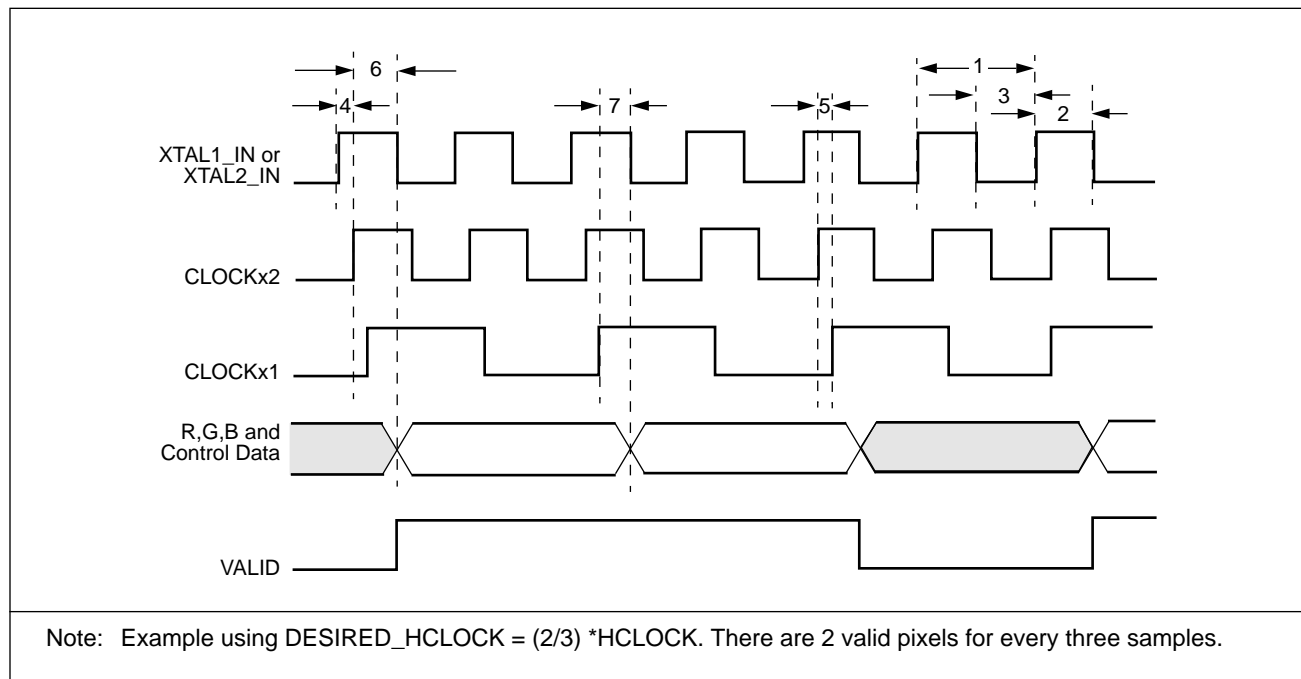 1
6
3
4
7
5
2
XTAL1_IN or
XTAL2_IN
CLOCKx2
CLOCKx1
R,G,B and
Control Data
VALID
Note: Example using DESIRED_HCLOCK = (2/3) *HCLOCK. There are 2 valid pixels for every three samples.